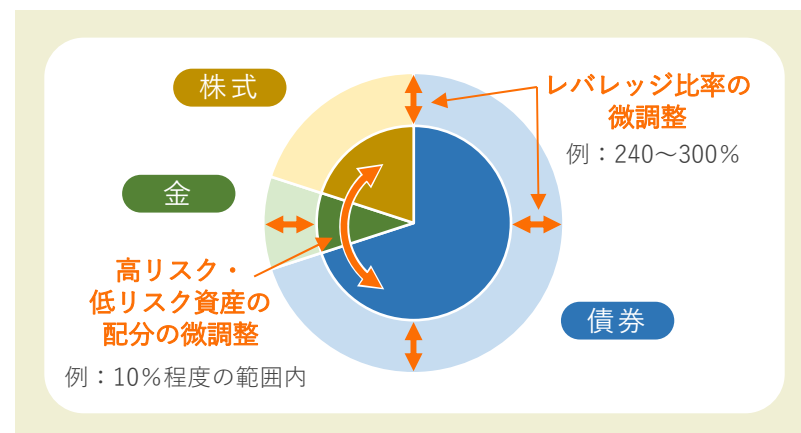 株式
レバレッジ比率の
微調整
例：240～300％
金
高リスク・
低リスク資産の
配分の微調整
例：10％程度の範囲内
債券